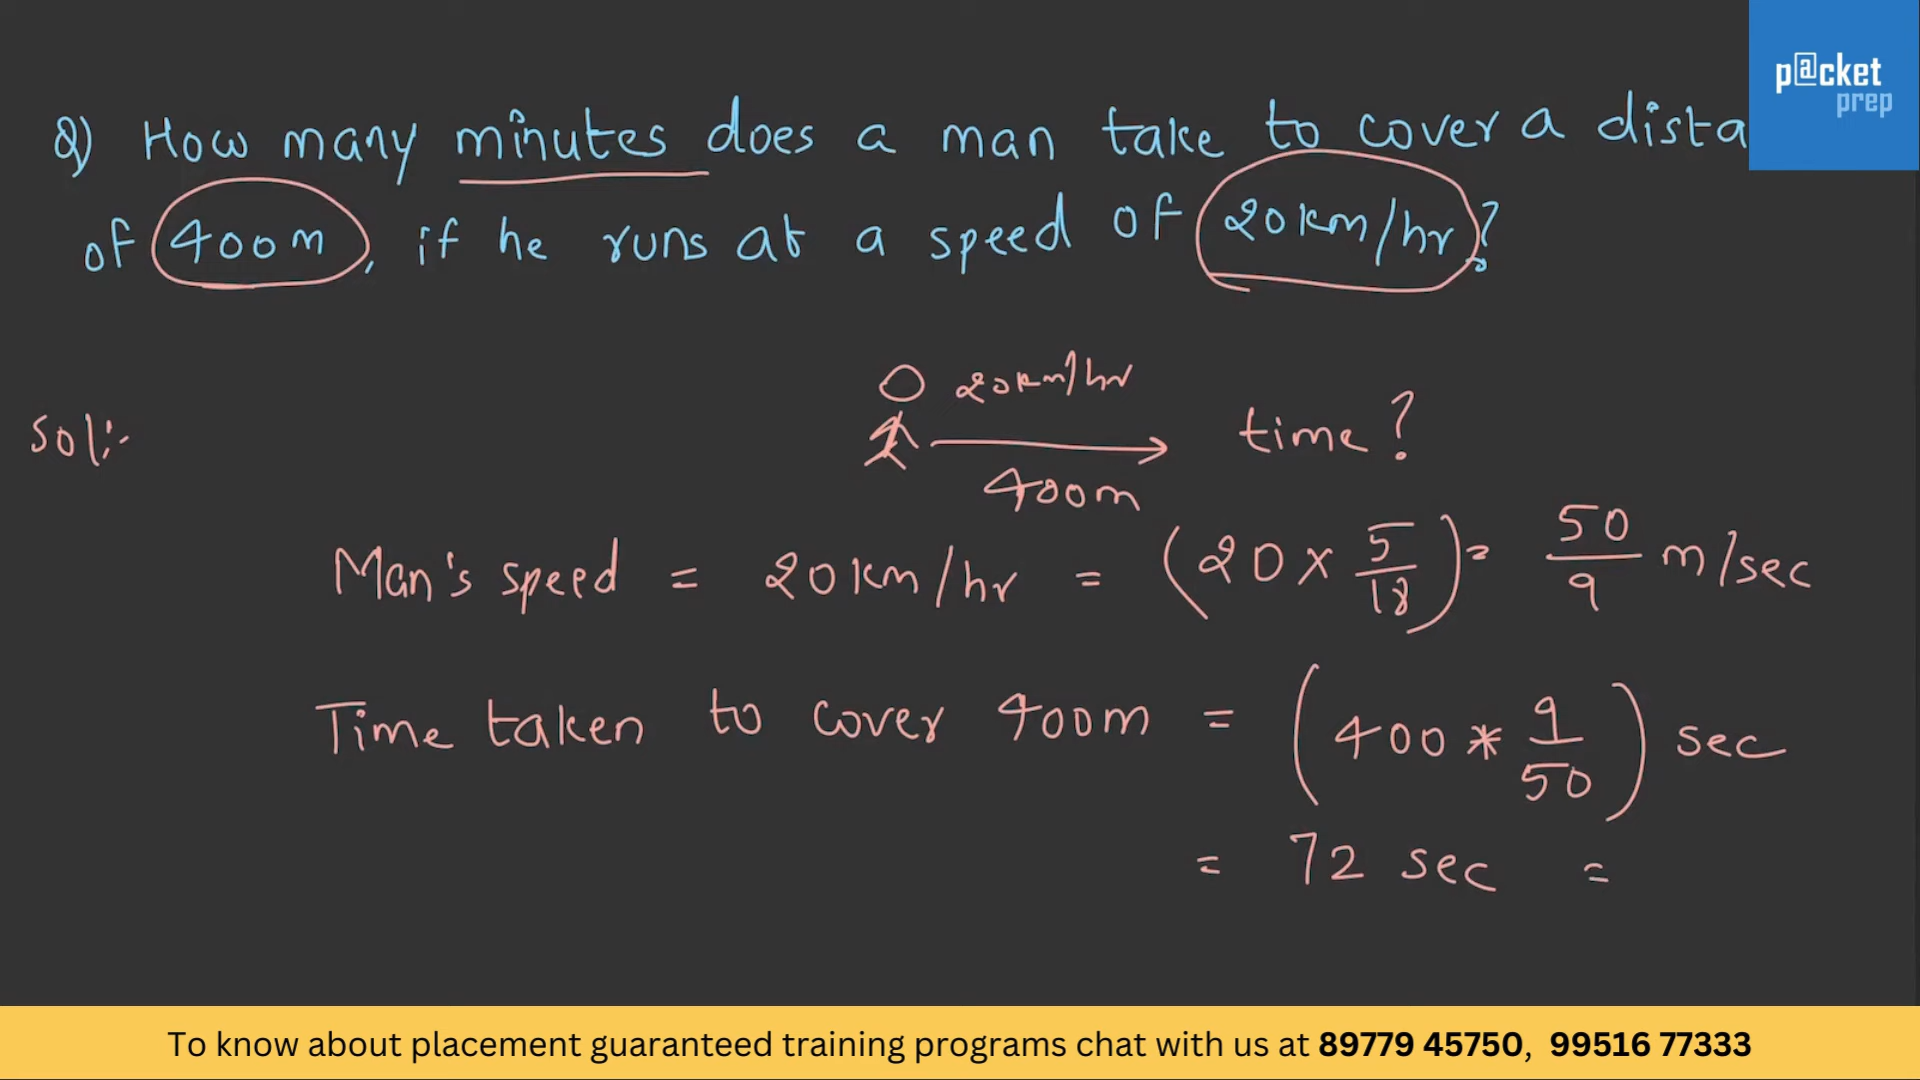 p@cket
prep
Q) How many minutes does a man take to cover a dista
of 400m, if he runs at a speed of 20km/hr?
20km/hr
sol:-
time?
400m
Man's speed = 20km/hr = (20 × 5/18) = 50/9 m/sec
Time taken to cover 400m = (400 * 9/50) sec
= 72 sec =
To know about placement guaranteed training programs chat with us at 89779 45750, 99516 77333